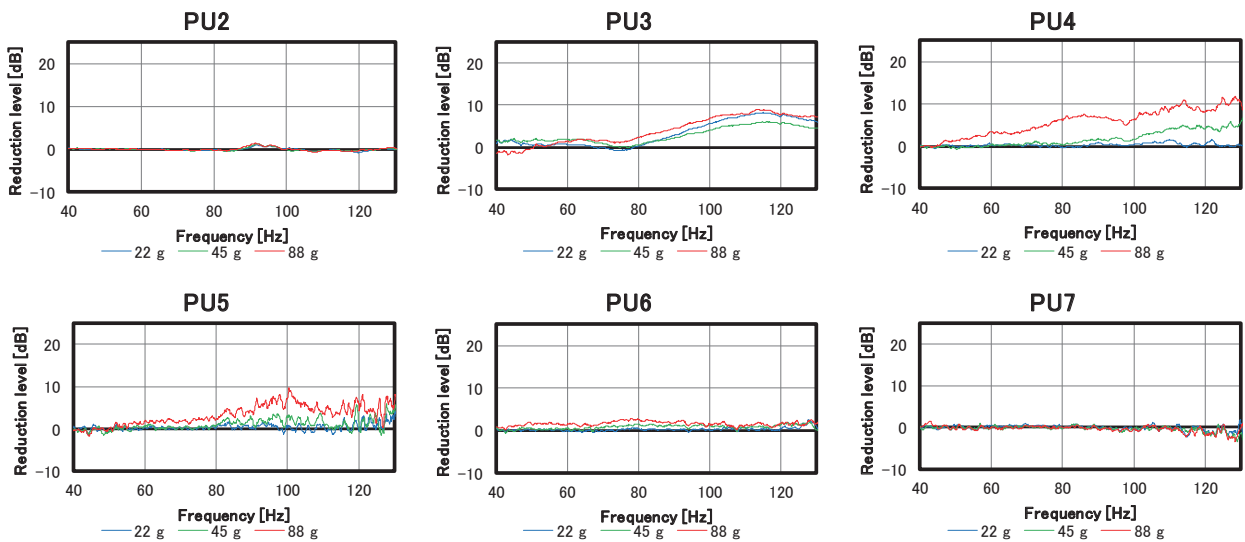 PU2
Reduction level [dB]
20
10
0
−10
40 60 80 100 120
Frequency [Hz]
22 g 45 g 88 g
PU3
Reduction level [dB]
20
10
0
−10
40 60 80 100 120
Frequency [Hz]
22 g 45 g 88 g
PU4
Reduction level [dB]
20
10
0
−10
40 60 80 100 120
Frequency [Hz]
22 g 45 g 88 g
PU5
Reduction level [dB]
20
10
0
−10
40 60 80 100 120
Frequency [Hz]
22 g 45 g 88 g
PU6
Reduction level [dB]
20
10
0
−10
40 60 80 100 120
Frequency [Hz]
22 g 45 g 88 g
PU7
Reduction level [dB]
20
10
0
−10
40 60 80 100 120
Frequency [Hz]
22 g 45 g 88 g